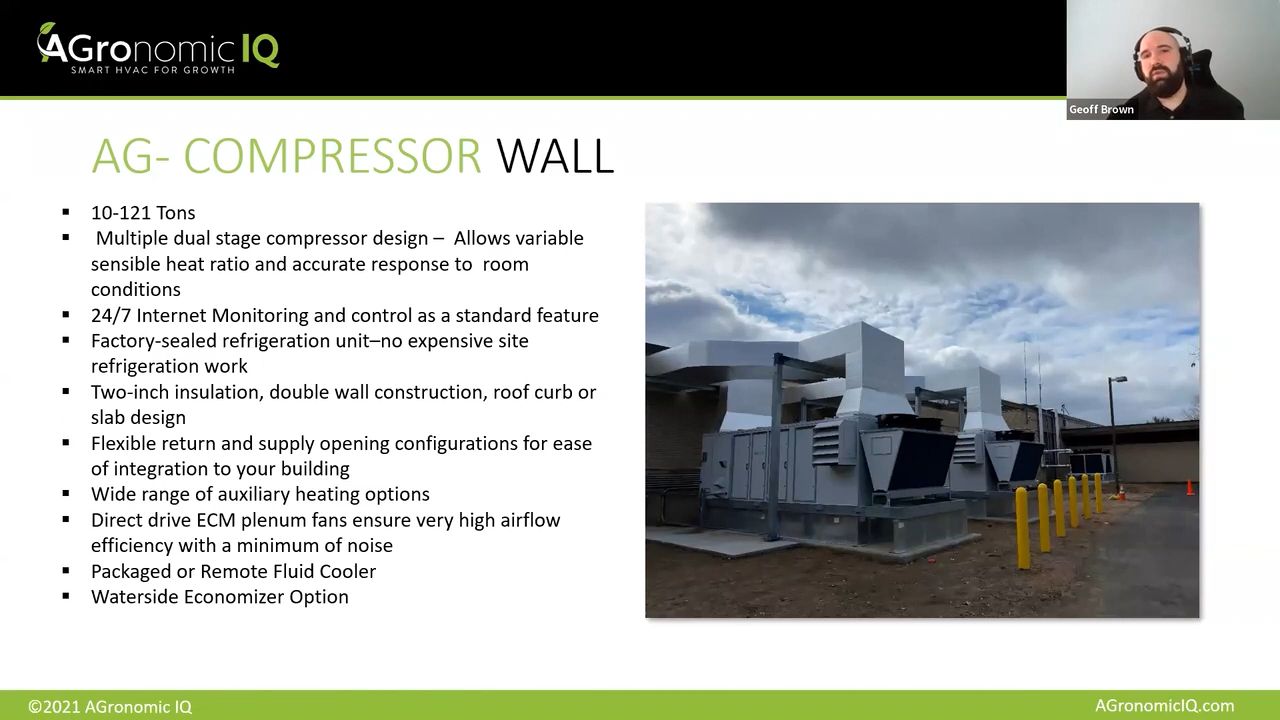 AGronomic IQ
SMART HVAC FOR GROWTH
Geoff Brown
AG- COMPRESSOR WALL
▪ 10-121 Tons
▪ Multiple dual stage compressor design – Allows variable
sensible heat ratio and accurate response to room
conditions
▪ 24/7 Internet Monitoring and control as a standard feature
▪ Factory-sealed refrigeration unit–no expensive site
refrigeration work
▪ Two-inch insulation, double wall construction, roof curb or
slab design
▪ Flexible return and supply opening configurations for ease
of integration to your building
▪ Wide range of auxiliary heating options
▪ Direct drive ECM plenum fans ensure very high airflow
efficiency with a minimum of noise
▪ Packaged or Remote Fluid Cooler
▪ Waterside Economizer Option
©2021 AGronomic IQ
AGronomicIQ.com